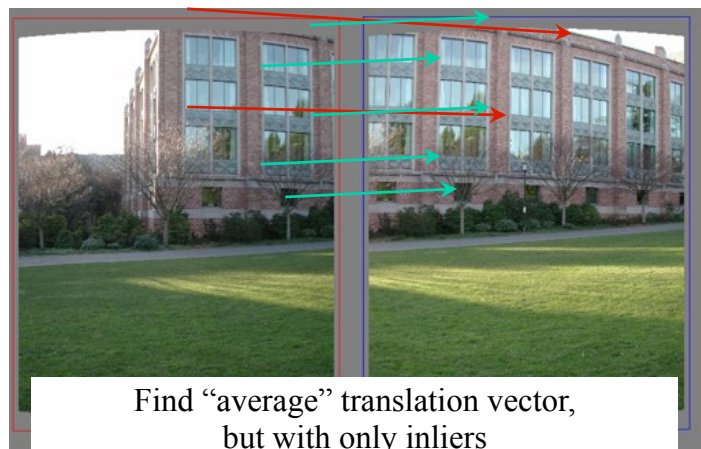 Find “average” translation vector,
but with only inliers